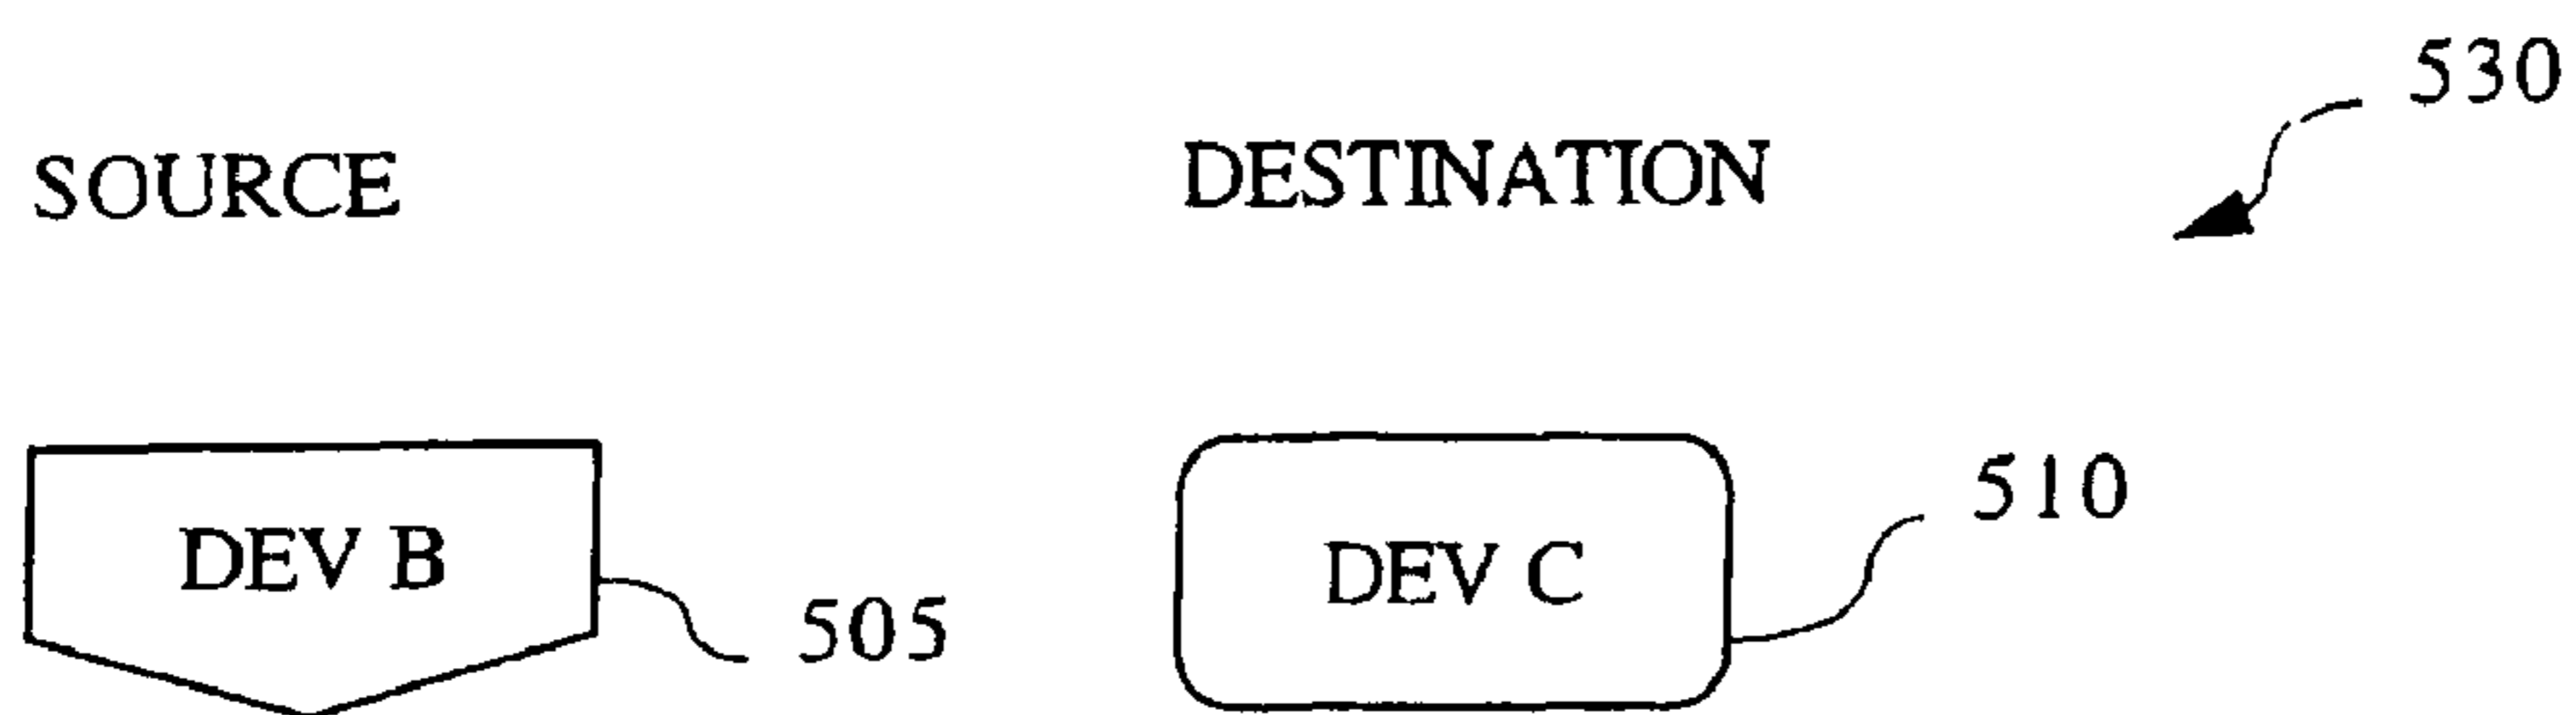 530
SOURCE DESTINATION
DEV B DEV C 510
505